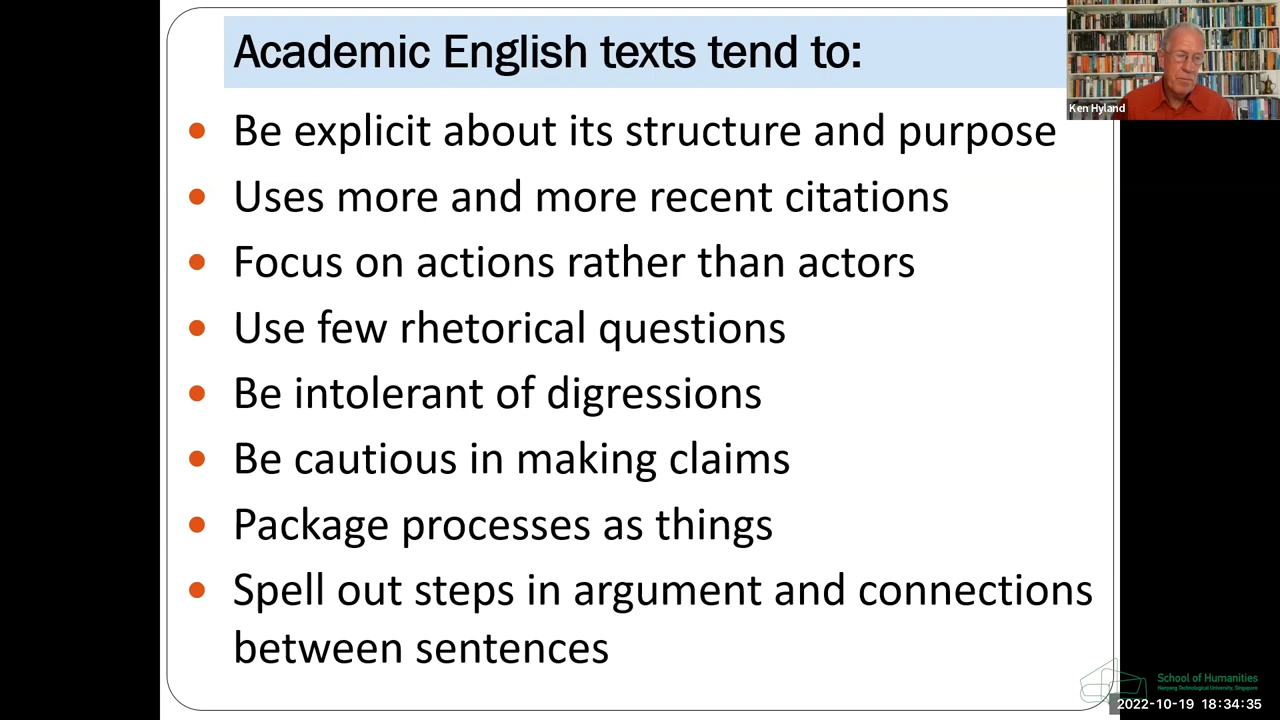 Academic English texts tend to:
Ken Hyland
Be explicit about its structure and purpose
Uses more and more recent citations
Focus on actions rather than actors
Use few rhetorical questions
Be intolerant of digressions
Be cautious in making claims
Package processes as things
Spell out steps in argument and connections
between sentences
School of Humanities
Nanyang Technological University, Singapore
2022-10-19 18:34:35